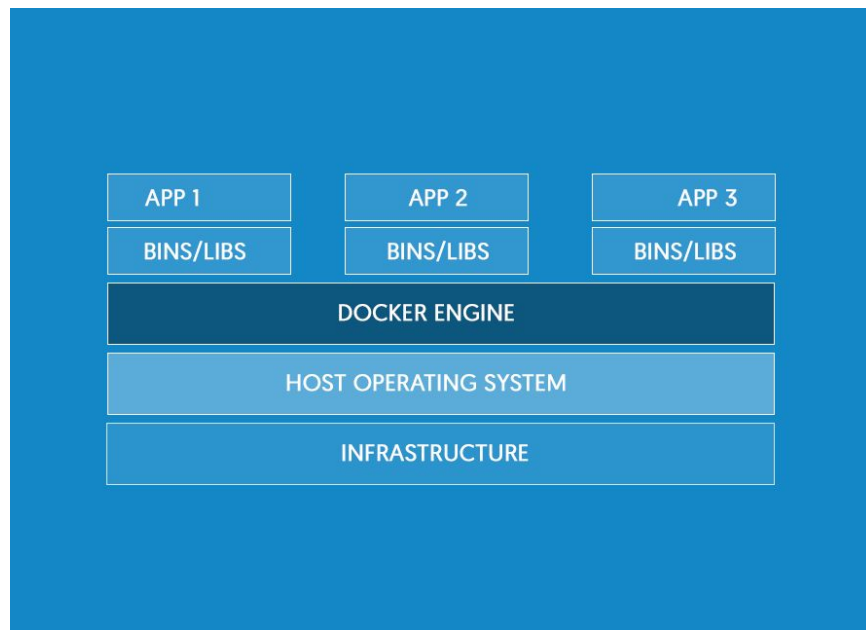 APP 1
APP 2
APP 3
BINS/LIBS
BINS/LIBS
BINS/LIBS
DOCKER ENGINE
HOST OPERATING SYSTEM
INFRASTRUCTURE